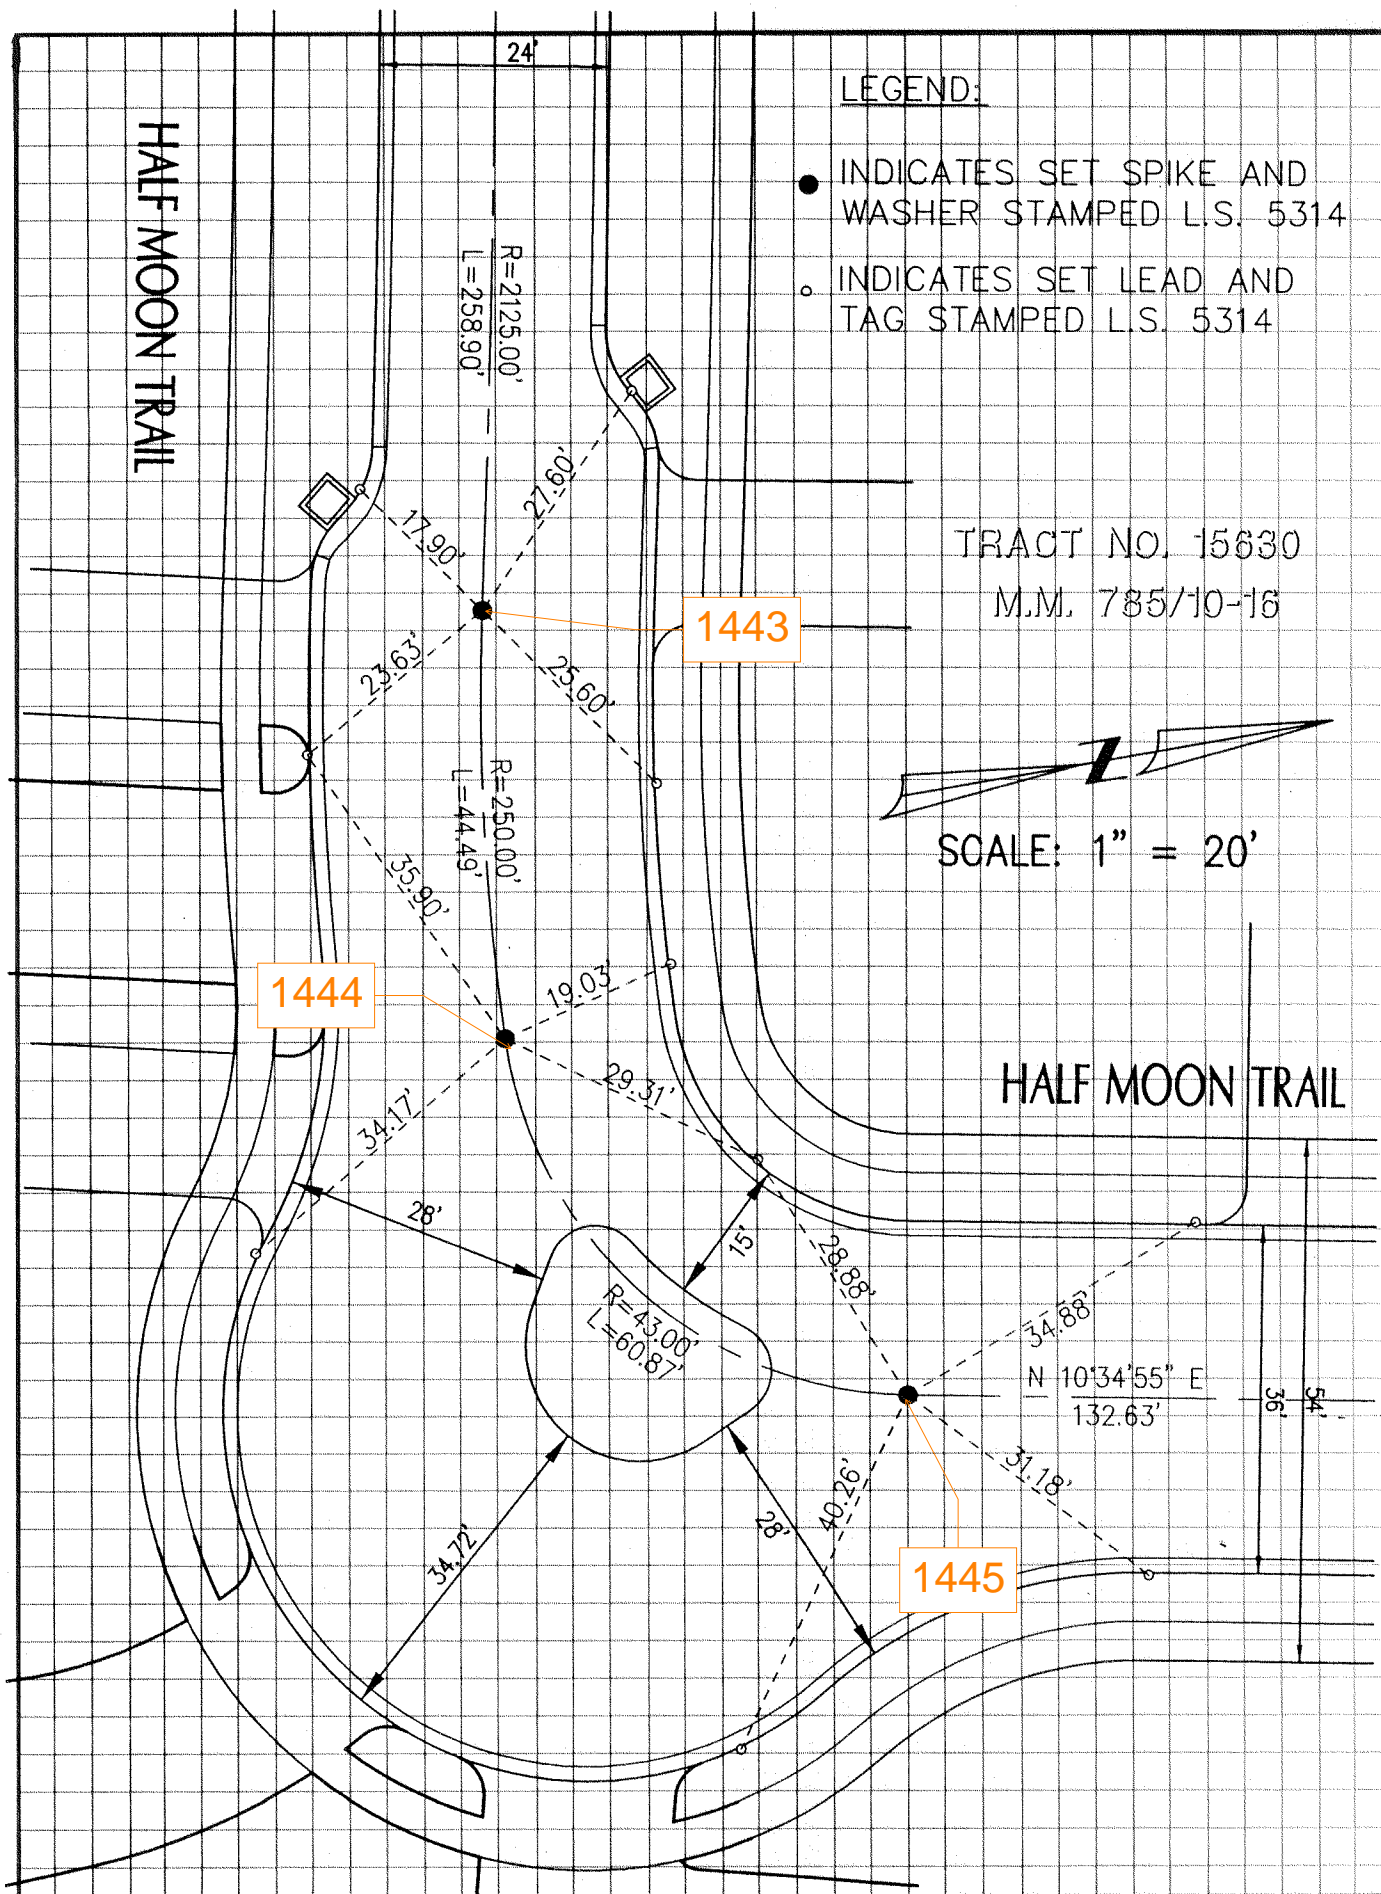 24'
LEGEND:
INDICATES SET SPIKE AND
WASHER STAMPED L.S. 5314
INDICATES SET LEAD AND
TAG STAMPED L.S. 5314
HALF MOON TRAIL
R=2125.00'
L=258.90'
27.60'
17.90'
TRACT NO. 15630
M.M. 785/10-16
1443
23.63'
25.60'
R=250.00'
L=44.49'
Z
SCALE: 1" = 20'
35.90'
1444
19.03'
29.31'
HALF MOON TRAIL
34.17'
28'
15'
28.88'
R=43.00'
L=60.87'
34.88'
N 10°34'55" E
132.63'
36'
54'
31.18'
40.26'
28'
34.72'
1445